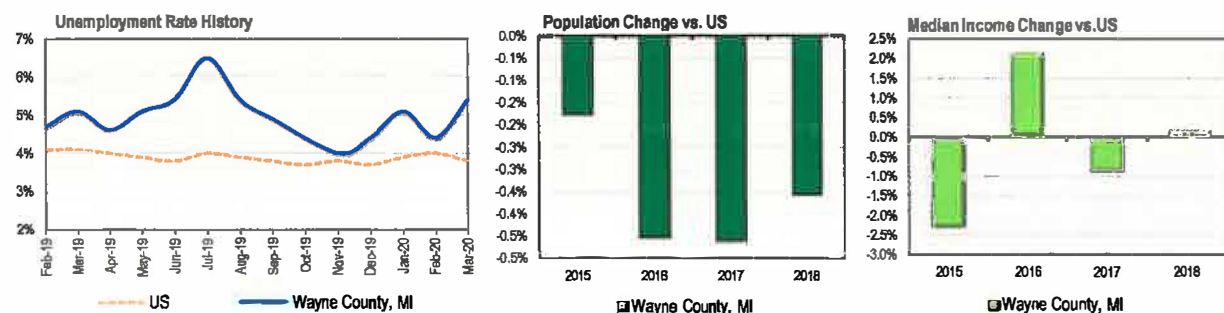 Unemployment Rate History
7%
6%
5%
4%
3%
2%
Feb-19
Mar-19
Apr-19
May-19
Jun-19
Jul-19
Aug-19
Sep-19
Oct-19
Nov-19
Dec-19
Jan-20
Feb-20
Mar-20
US
Wayne County, MI
Population Change vs. US
0.0%
-0.1%
-0.1%
-0.2%
-0.2%
-0.3%
-0.3%
-0.4%
-0.4%
-0.5%
-0.5%
2015
2016
2017
2018
Wayne County, MI
Median Income Change vs.US
2.5%
2.0%
1.5%
1.0%
0.5%
0.0%
-0.5%
-1.0%
-1.5%
-2.0%
-2.5%
-3.0%
2015
2016
2017
2018
Wayne County, MI